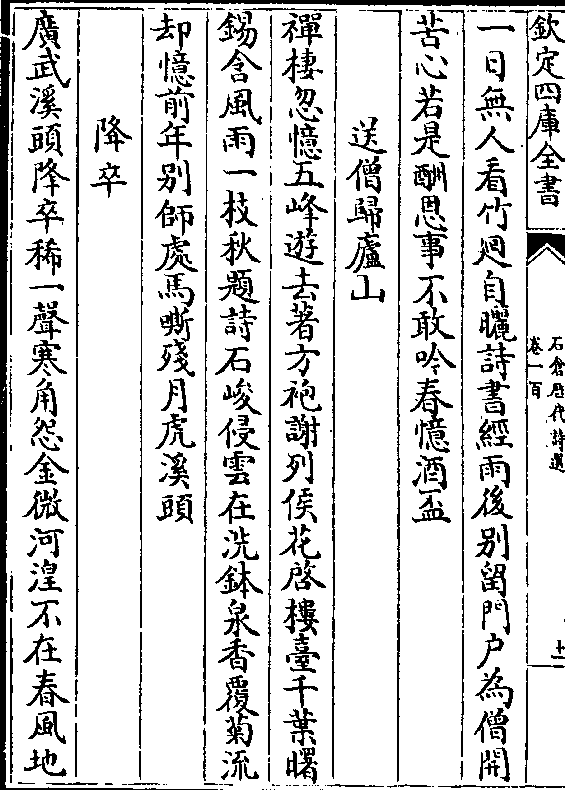 欽定四庫全書
石倉歷代詩選
卷一百
十一
一日無人看竹廻自曬詩書經雨後別留門户為僧開
苦心若是酬恩事不敢吟春憶酒盃
送僧歸廬山
禪棲忽憶五峰遊去著方袍謝列侯花啓樓臺千葉曙
錫含風雨一枝秋題詩石峻侵雲在洗鉢泉香覆菊流
却憶前年别師處馬嘶殘月虎溪頭
降卒
廣武溪頭降卒稀一聲寒角怨金微河湟不在春風地